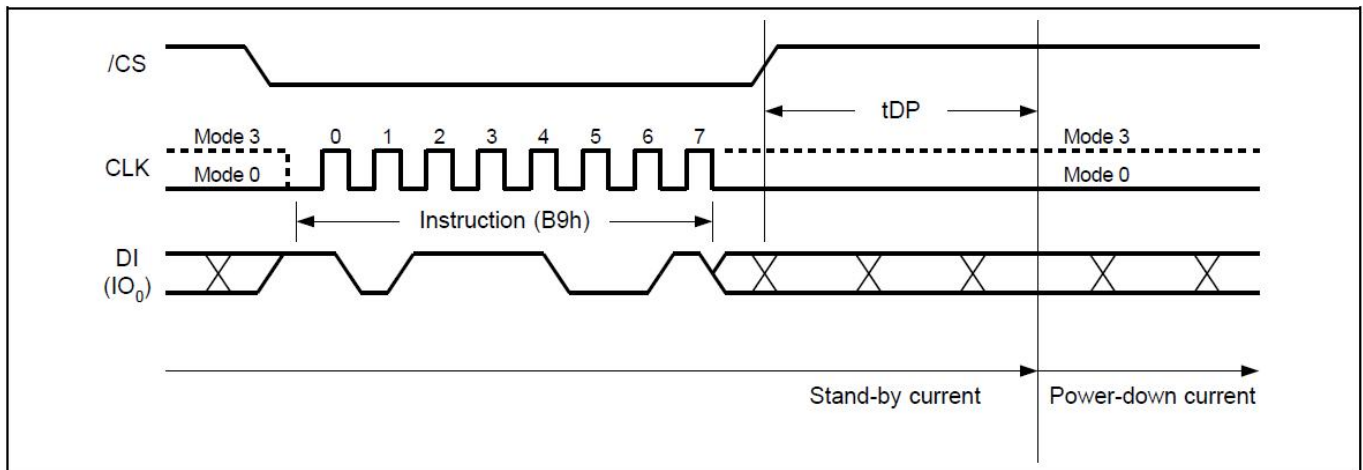 /CS
tDP
Mode 3 0 1 2 3 4 5 6 7 Mode 3
CLK
Mode 0 Mode 0
Instruction (B9h)
DI
(IO₀)
Stand-by current Power-down current